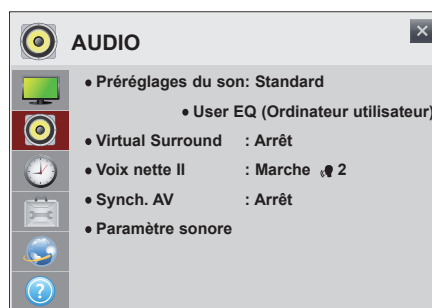 AUDIO
• Préréglages du son: Standard
• User EQ (Ordinateur utilisateur)
• Virtual Surround : Arrêt
• Voix nette II : Marche 2
• Synch. AV : Arrêt
• Paramètre sonore
?